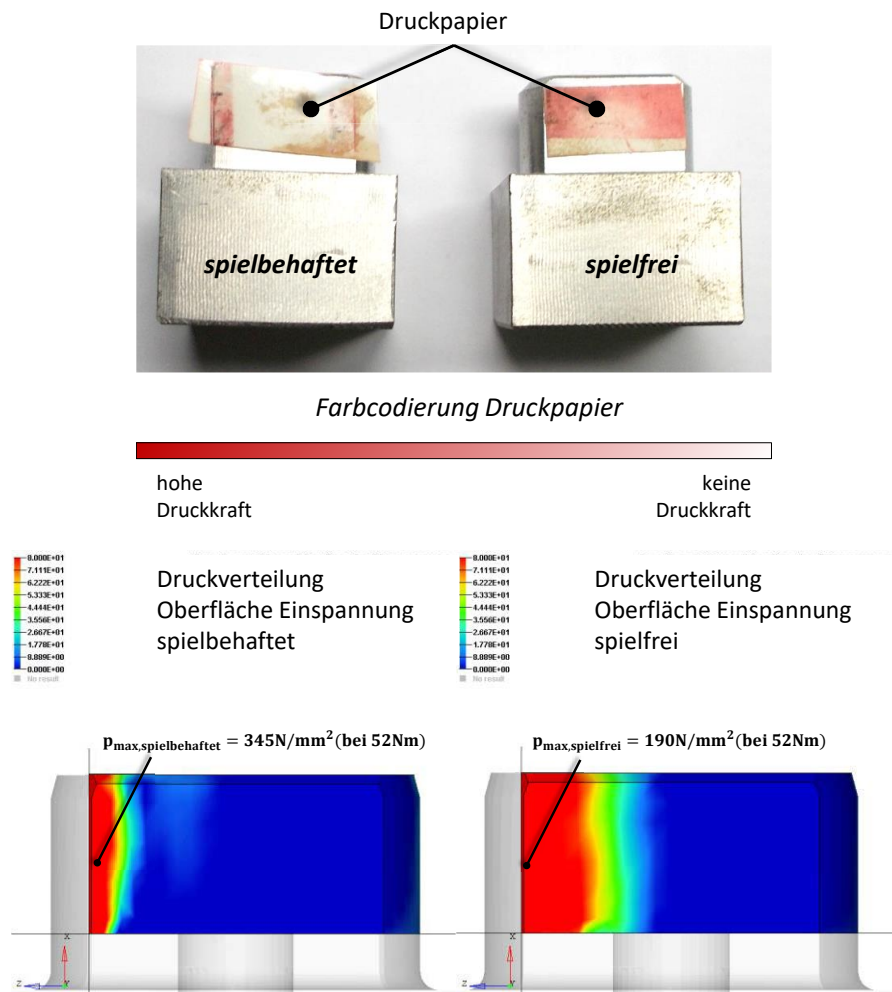 Druckpapier
spielbehaftet
spielfrei
Farbcodierung Druckpapier
hohe
Druckkraft
keine
Druckkraft
8.000E+01
7.111E+01
6.222E+01
5.333E+01
4.444E+01
3.556E+01
2.667E+01
1.778E+01
8.889E+00
0.000E+00
No result
Druckverteilung
Oberfläche Einspannung
spielbehaftet
8.000E+01
7.111E+01
6.222E+01
5.333E+01
4.444E+01
3.556E+01
2.667E+01
1.778E+01
8.889E+00
0.000E+00
No result
Druckverteilung
Oberfläche Einspannung
spielfrei
pmax,spielbehaftet = 345N/mm²(bei 52Nm)
pmax,spielfrei = 190N/mm²(bei 52Nm)
X
Z
Y
X
Z
Y